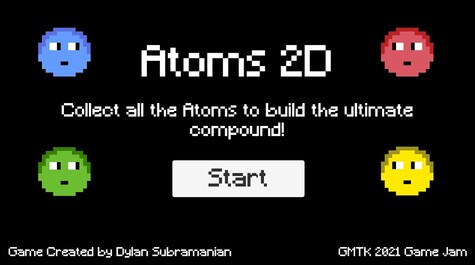 Atoms 2D
Collect all the Atoms to build the ultimate
compound!
Start
Game Created by Dylan Subramanian
GMTK 2021 Game Jam